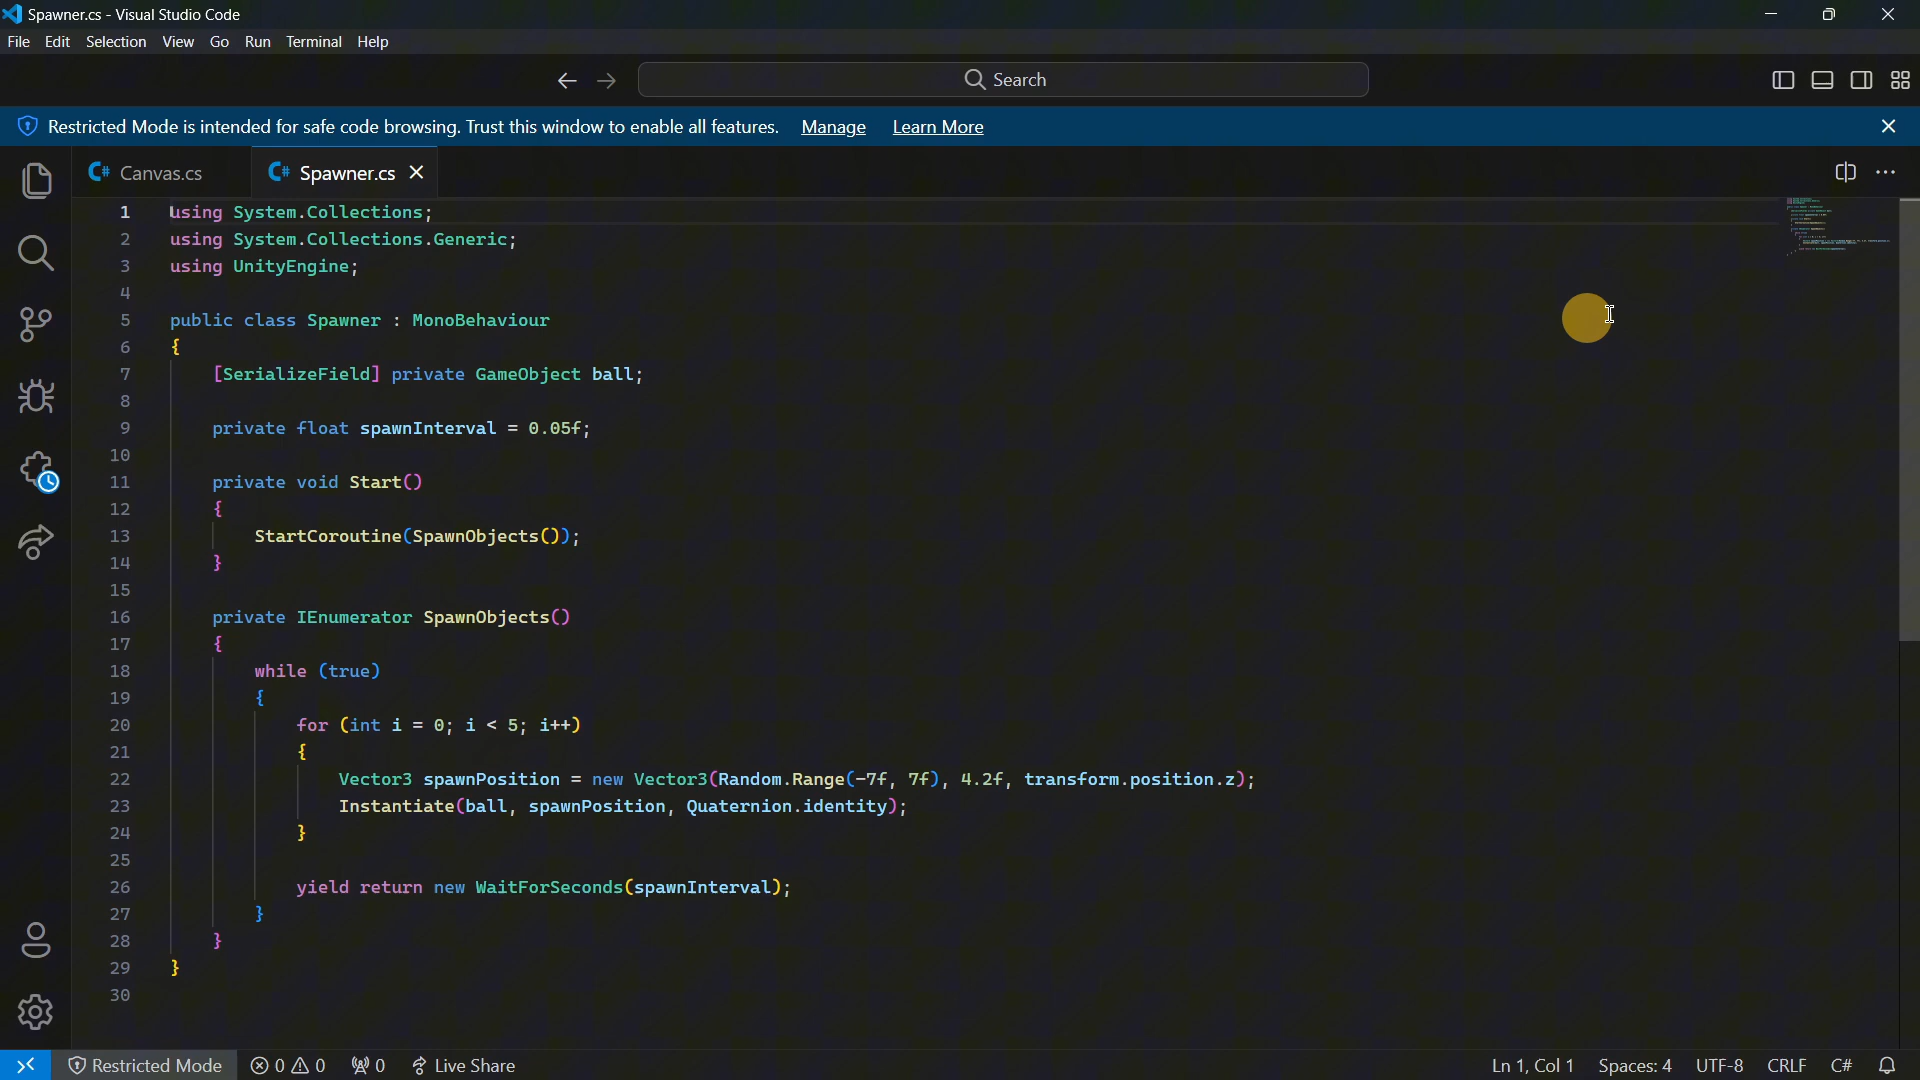 Spawner.cs - Visual Studio Code
File Edit Selection View Go Run Terminal Help
Search
Restricted Mode is intended for safe code browsing. Trust this window to enable all features. Manage Learn More
Canvas.cs Spawner.cs
1 using System.Collections;
2 using System.Collections.Generic;
3 using UnityEngine;
4
5 public class Spawner : MonoBehaviour
6 {
7     [SerializeField] private GameObject ball;
8
9     private float spawnInterval = 0.05f;
10
11     private void Start()
12     {
13         StartCoroutine(SpawnObjects());
14     }
15
16     private IEnumerator SpawnObjects()
17     {
18         while (true)
19         {
20             for (int i = 0; i < 5; i++)
21             {
22                 Vector3 spawnPosition = new Vector3(Random.Range(-7f, 7f), 4.2f, transform.position.z);
23                 Instantiate(ball, spawnPosition, Quaternion.identity);
24             }
25
26             yield return new WaitForSeconds(spawnInterval);
27         }
28     }
29 }
30
Restricted Mode 0 0 0 Live Share Ln 1, Col 1 Spaces: 4 UTF-8 CRLF C#